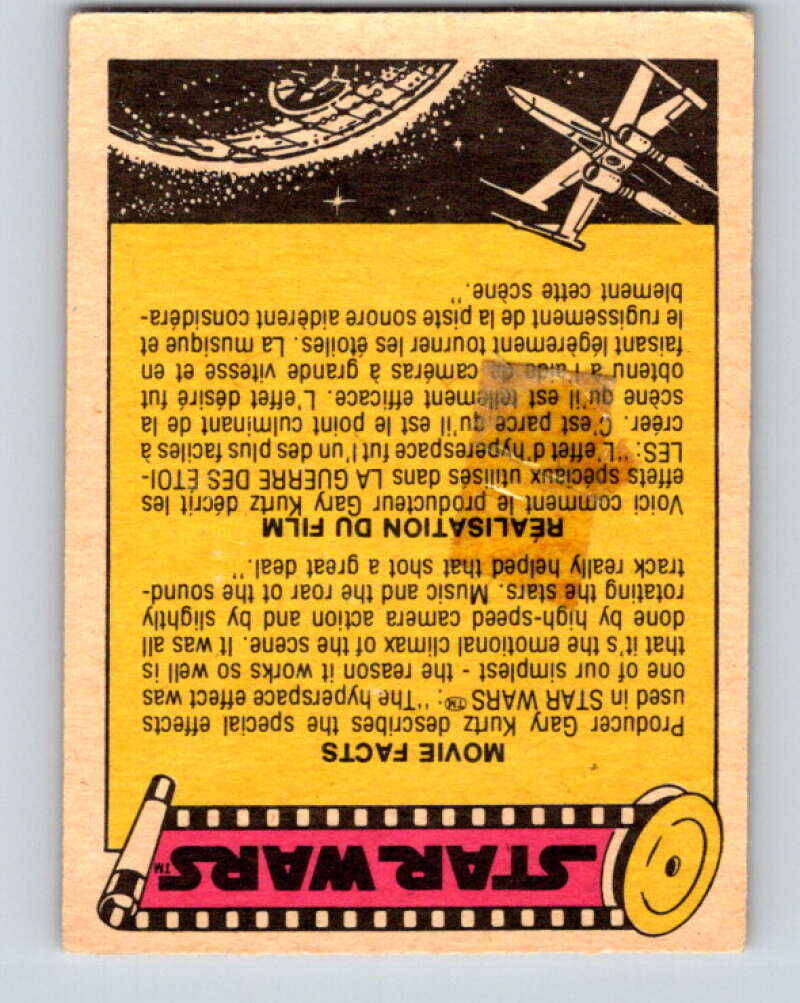 STAR WARS™
MOVIE FACTS
Producer Gary Kurtz describes the special effects
used in STAR WARS™: "The hyperspace effect was
one of our simplest - the reason it works so well is
that it's the emotional climax of the scene. It was all
done by high-speed camera action and by slightly
rotating the stars. Music and the roar of the sound-
track really helped that shot a great deal."
RÉALISATION DU FILM
Voici comment le producteur Gary Kurtz décrit les
effets spéciaux utilisés dans LA GUERRE DES ÉTOI-
LES: "L'effet d'hyperespace fut l'un des plus faciles à
créer. C'est parce qu'il est le point culminant de la
scène qu'il est tellement efficace. L'effet désiré fut
obtenu à l'aide de caméras à grande vitesse et en
faisant légèrement tourner les étoiles. La musique et
le rugissement de la piste sonore aidèrent considéra-
blement cette scène."